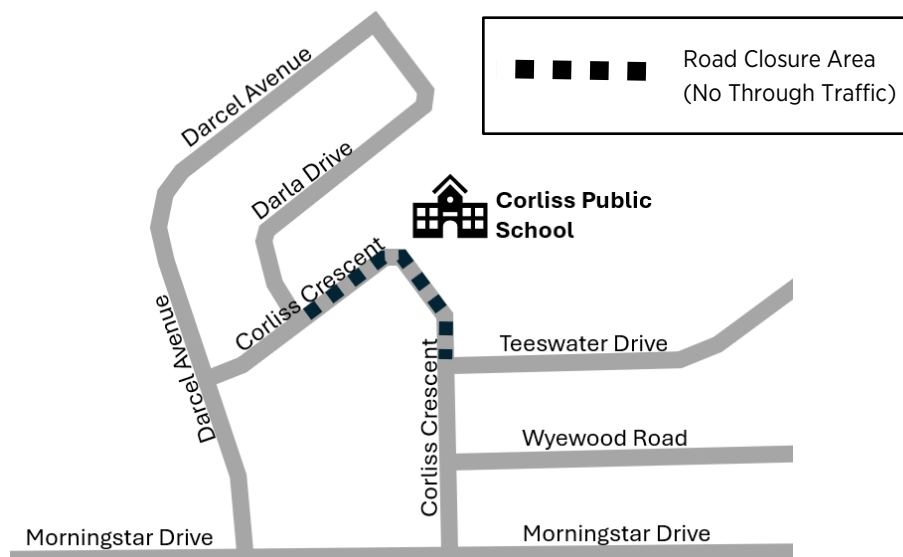 Road Closure Area
(No Through Traffic)
Darcel Avenue
Darla Drive
Corliss Public
School
Corliss Crescent
Darcel Avenue
Teeswater Drive
Corliss Crescent
Wyewood Road
Morningstar Drive
Morningstar Drive